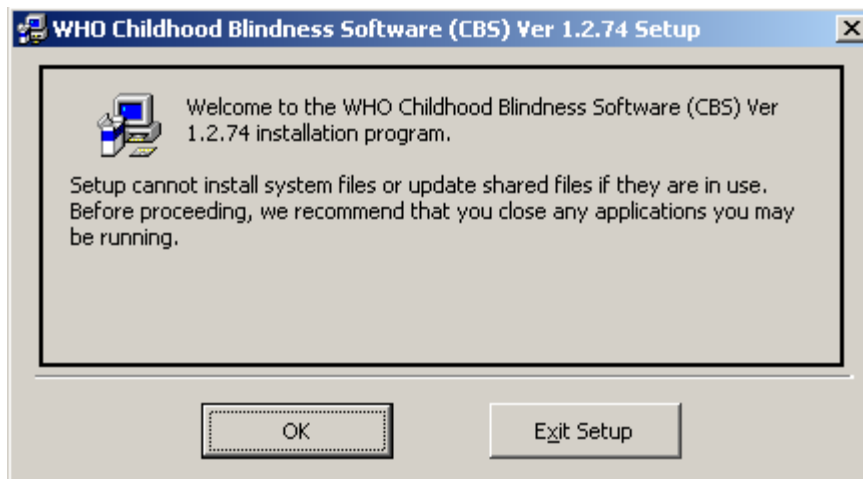 WHO Childhood Blindness Software (CBS) Ver 1.2.74 Setup
Welcome to the WHO Childhood Blindness Software (CBS) Ver
1.2.74 installation program.
Setup cannot install system files or update shared files if they are in use.
Before proceeding, we recommend that you close any applications you may
be running.
OK
Exit Setup